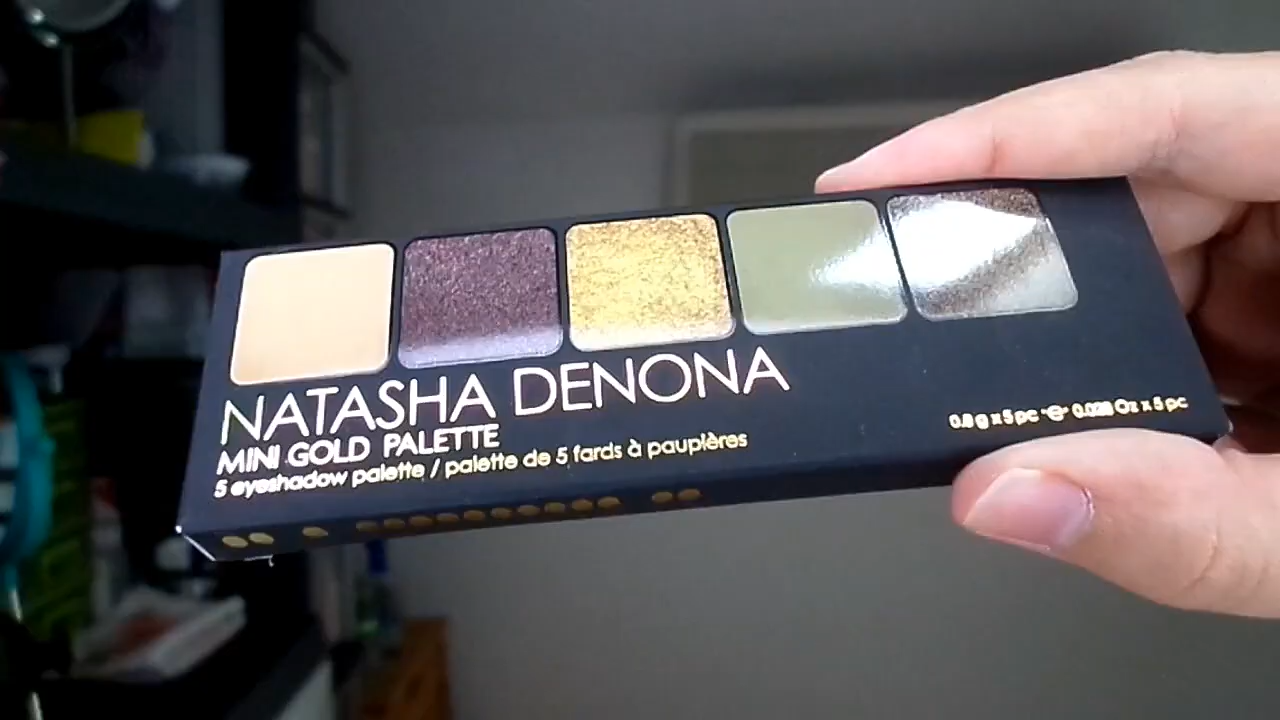 NATASHA DENONA
MINI GOLD PALETTE
5 eyeshadow palette / palette de 5 fards à paupières
0.8 g x 5 pc "℮" 0.028 Oz x 5 pc